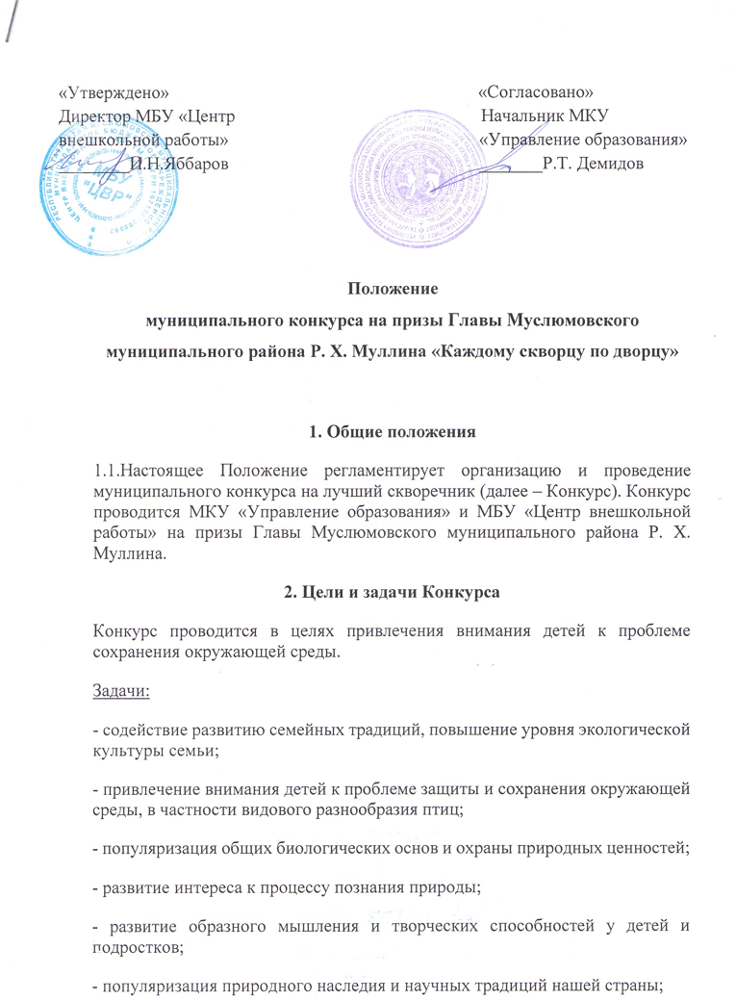 «Утверждено»
Директор МБУ «Центр
внешкольной работы»
И.Н.Яббаров
МБУ
"ЦВР"
«Согласовано»
Начальник МКУ
«Управление образования»
Р.Т. Демидов
Положение
муниципального конкурса на призы Главы Муслюмовского
муниципального района Р. Х. Муллина «Каждому скворцу по дворцу»
1. Общие положения
1.1.Настоящее Положение регламентирует организацию и проведение
муниципального конкурса на лучший скворечник (далее – Конкурс). Конкурс
проводится МКУ «Управление образования» и МБУ «Центр внешкольной
работы» на призы Главы Муслюмовского муниципального района Р. Х.
Муллина.
2. Цели и задачи Конкурса
Конкурс проводится в целях привлечения внимания детей к проблеме
сохранения окружающей среды.
Задачи:
- содействие развитию семейных традиций, повышение уровня экологической
культуры семьи;
- привлечение внимания детей к проблеме защиты и сохранения окружающей
среды, в частности видового разнообразия птиц;
- популяризация общих биологических основ и охраны природных ценностей;
- развитие интереса к процессу познания природы;
- развитие образного мышления и творческих способностей у детей и
подростков;
- популяризация природного наследия и научных традиций нашей страны;